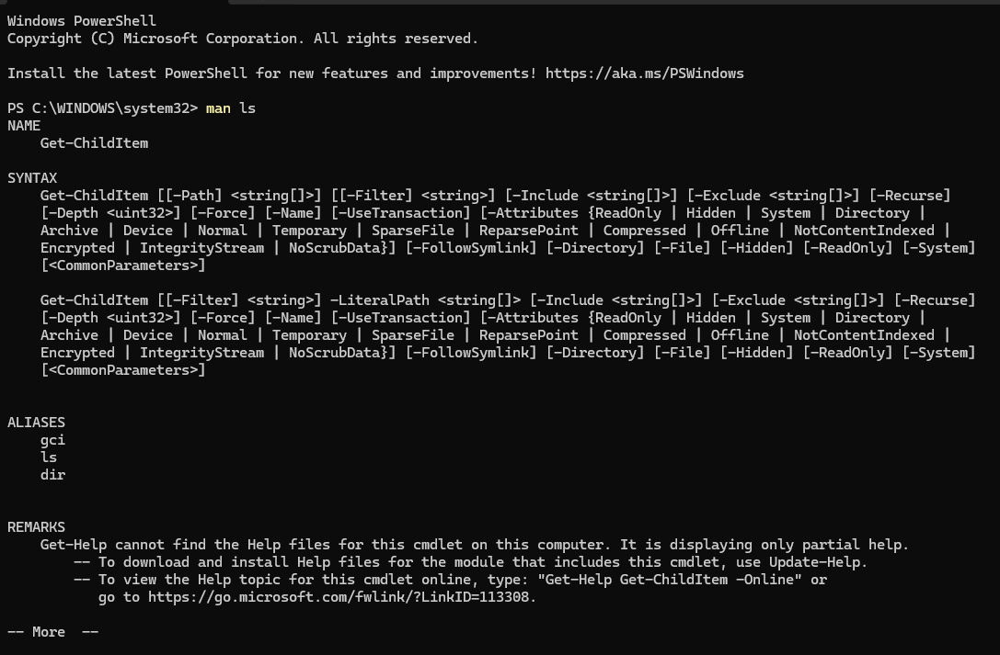 Windows PowerShell
Copyright (C) Microsoft Corporation. All rights reserved.
Install the latest PowerShell for new features and improvements! https://aka.ms/PSWindows
PS C:\WINDOWS\system32> man ls
NAME
    Get-ChildItem
SYNTAX
    Get-ChildItem [[-Path] <string[]>] [[-Filter] <string>] [-Include <string[]>] [-Exclude <string[]>] [-Recurse]
    [-Depth <uint32>] [-Force] [-Name] [-UseTransaction] [-Attributes {ReadOnly | Hidden | System | Directory |
    Archive | Device | Normal | Temporary | SparseFile | ReparsePoint | Compressed | Offline | NotContentIndexed |
    Encrypted | IntegrityStream | NoScrubData}] [-FollowSymlink] [-Directory] [-File] [-Hidden] [-ReadOnly] [-System]
    [<CommonParameters>]
    Get-ChildItem [[-Filter] <string>] -LiteralPath <string[]> [-Include <string[]>] [-Exclude <string[]>] [-Recurse]
    [-Depth <uint32>] [-Force] [-Name] [-UseTransaction] [-Attributes {ReadOnly | Hidden | System | Directory |
    Archive | Device | Normal | Temporary | SparseFile | ReparsePoint | Compressed | Offline | NotContentIndexed |
    Encrypted | IntegrityStream | NoScrubData}] [-FollowSymlink] [-Directory] [-File] [-Hidden] [-ReadOnly] [-System]
    [<CommonParameters>]
ALIASES
    gci
    ls
    dir
REMARKS
    Get-Help cannot find the Help files for this cmdlet on this computer. It is displaying only partial help.
        -- To download and install Help files for the module that includes this cmdlet, use Update-Help.
        -- To view the Help topic for this cmdlet online, type: "Get-Help Get-ChildItem -Online" or
           go to https://go.microsoft.com/fwlink/?LinkID=113308.
-- More  --